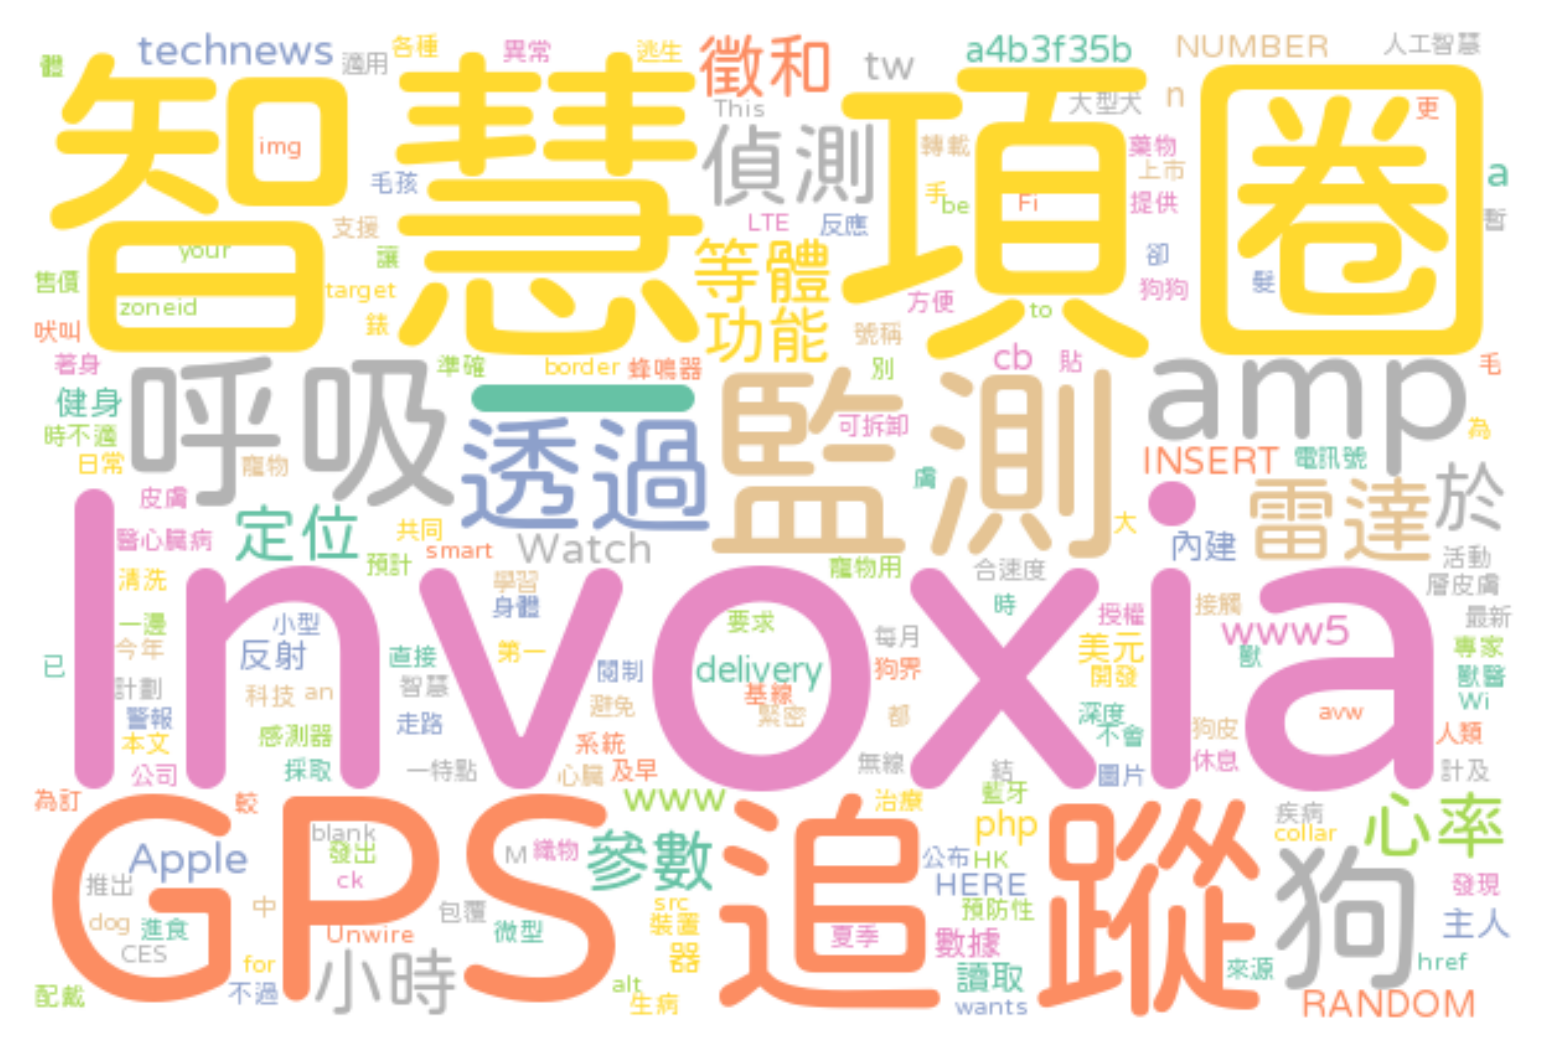 體 technews 適用 各種 異常 逃生 徵和 tw a4b3f35b NUMBER 人工智慧
智慧項圈
img This 大型犬 n 更
毛孩 偵測 轉載 藥物 上市 a
支援 LTE 反應 手 be Fi 提供 暫
your 讓 等體 卻
售價 target 方便 狗狗 髮
zoneid 錶 功能 號稱 to
吠叫
著身 準確 border 蜂鳴器 別 cb 貼 毛
呼吸 一 監測 amp
健身 透過 可拆卸 為
時不適
日常 寵物 膚 INSERT 電訊號
皮膚 雷達 於
醫心臟病 定位 共同 大 內建
預計 smart Watch 寵物用 合速度 活動
清洗 學習 層皮膚
Invoxia
身體 時 接觸 最新
一邊 小型 要求 每月 授權 www5
今年 反射 直接 第一 美元 獸 專家
已 閱制 delivery 狗界 開發 獸醫
計劃 科技 an 智慧 基線 Wi
警報 走路 避免 緊密 都 深度 狗皮 avw
本文 感測器 系統 不會 人類
公司 採取 一特點 心臟 及早 無線 結 圖片 休息 計及
為訂 較 www 治療 藍牙
GPS追蹤
blank 參數 php 疾病 心率
Apple 發出 M 織物 公布 HK collar
推出 ck HERE 狗 發現
dog 進食 中 包覆 src 預防性 主人
Unwire 微型 裝置 夏季 數據
CES for 小時 器 讀取 來源 href
配戴 不過 alt 生病 wants RANDOM